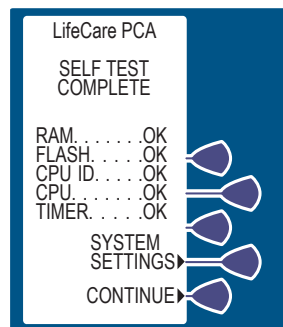 LifeCare PCA
SELF TEST
COMPLETE
RAM. . . . . . .OK
FLASH. . . . . .OK
CPU ID. . . . . .OK
CPU. . . . . . . .OK
TIMER. . . . . .OK
SYSTEM
SETTINGS
CONTINUE